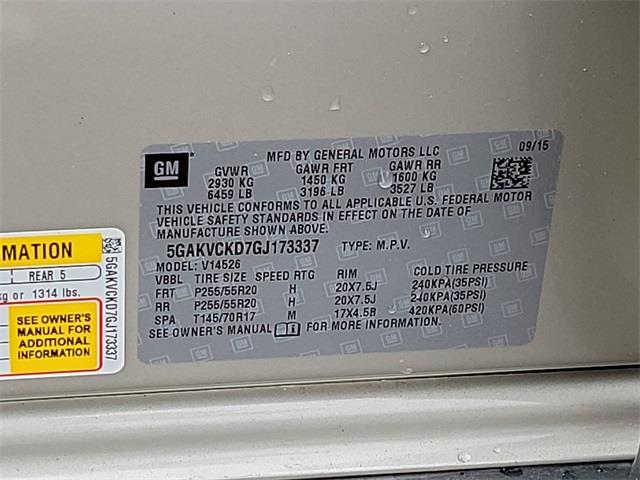 GM
MFD BY GENERAL MOTORS LLC 09/15
GVWR GAWR FRT GAWR RR
2930 KG 1450 KG 1600 KG
6459 LB 3196 LB 3527 LB
THIS VEHICLE CONFORMS TO ALL APPLICABLE U.S. FEDERAL MOTOR
VEHICLE SAFETY STANDARDS IN EFFECT ON THE DATE OF
MANUFACTURE SHOWN ABOVE.
5GAKVCKD7GJ173337 TYPE: M.P.V.
MODEL: V14526
VBBL TIRE SIZE SPEED RTG RIM COLD TIRE PRESSURE
FRT P255/55R20 H 20X7.5J 240KPA(35PSI)
RR P255/55R20 H 20X7.5J 240KPA(35PSI)
SPA T145/70R17 M 17X4.5B 420KPA(60PSI)
SEE OWNER'S MANUAL FOR MORE INFORMATION.
RMATION
REAR 5
kg or 1314 lbs.
SEE OWNER'S
MANUAL FOR
ADDITIONAL
INFORMATION
5GAKVCKD7GJ173337